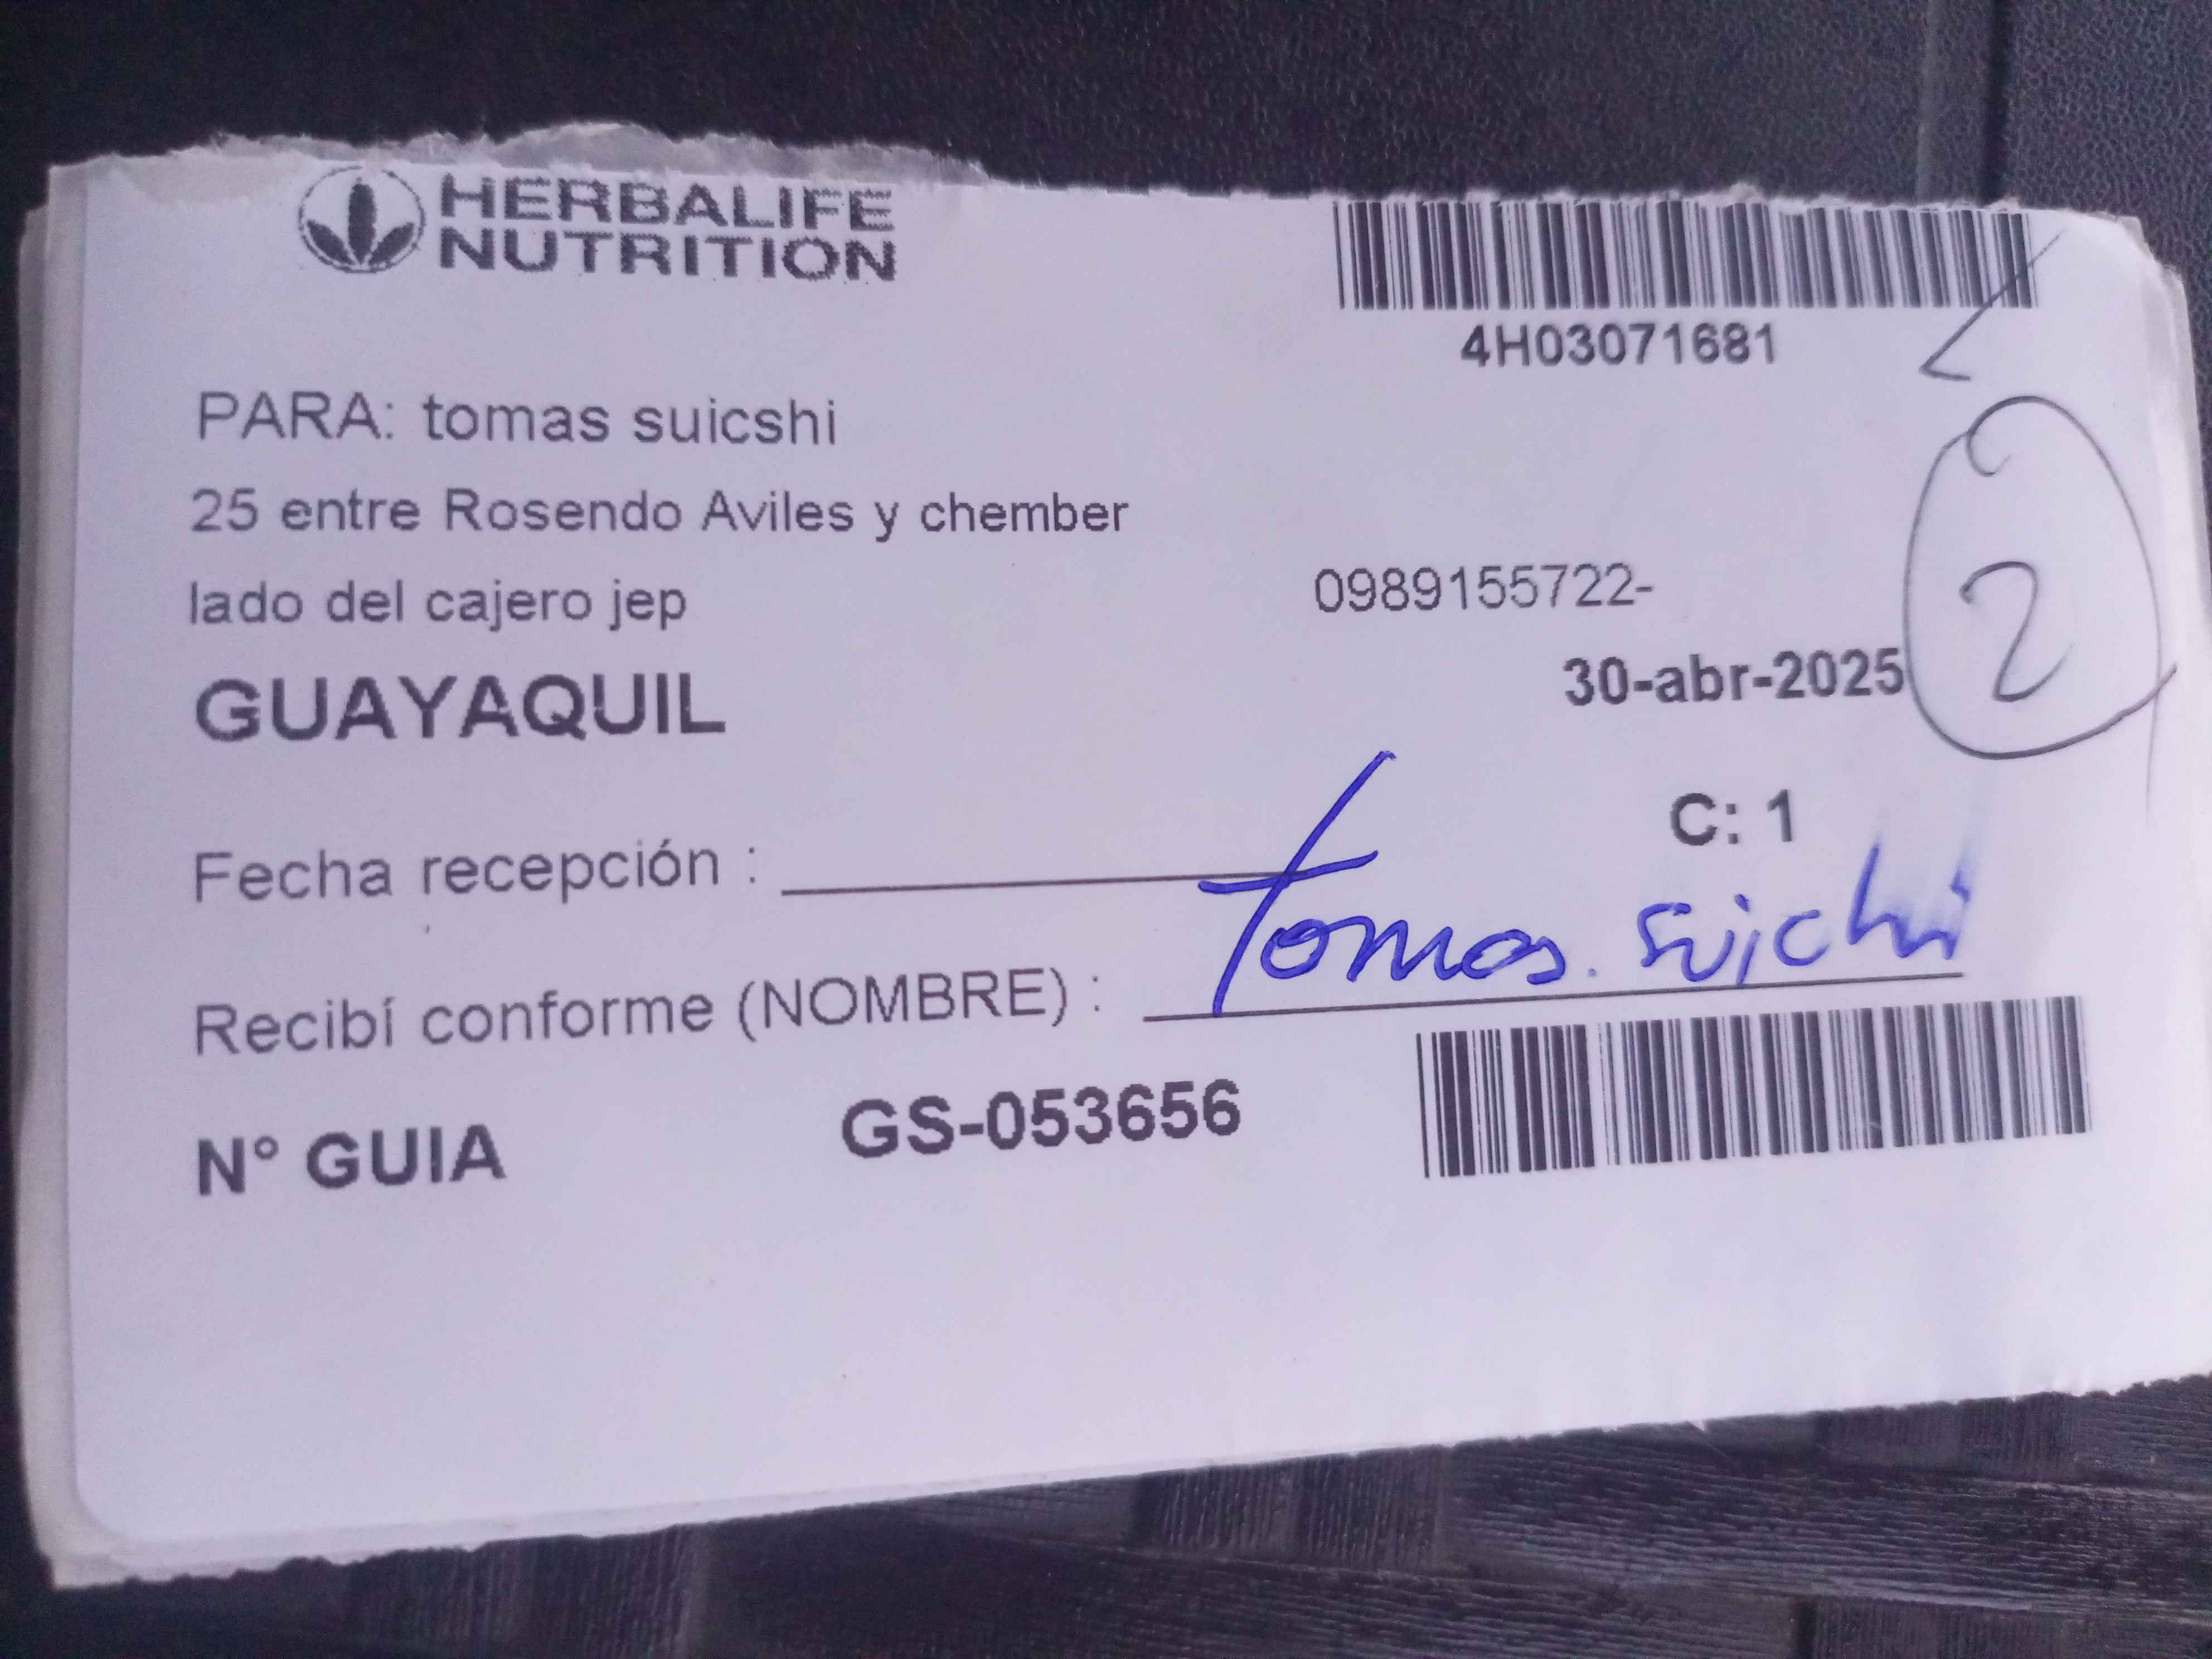 HERBALIFE
NUTRITION
4H03071681
PARA: tomas suicshi
25 entre Rosendo Aviles y chember
lado del cajero jep
0989155722-
GUAYAQUIL
30-abr-2025
2
C: 1
Fecha recepción :
Recibí conforme (NOMBRE) : tomas. suichi
N° GUIA GS-053656